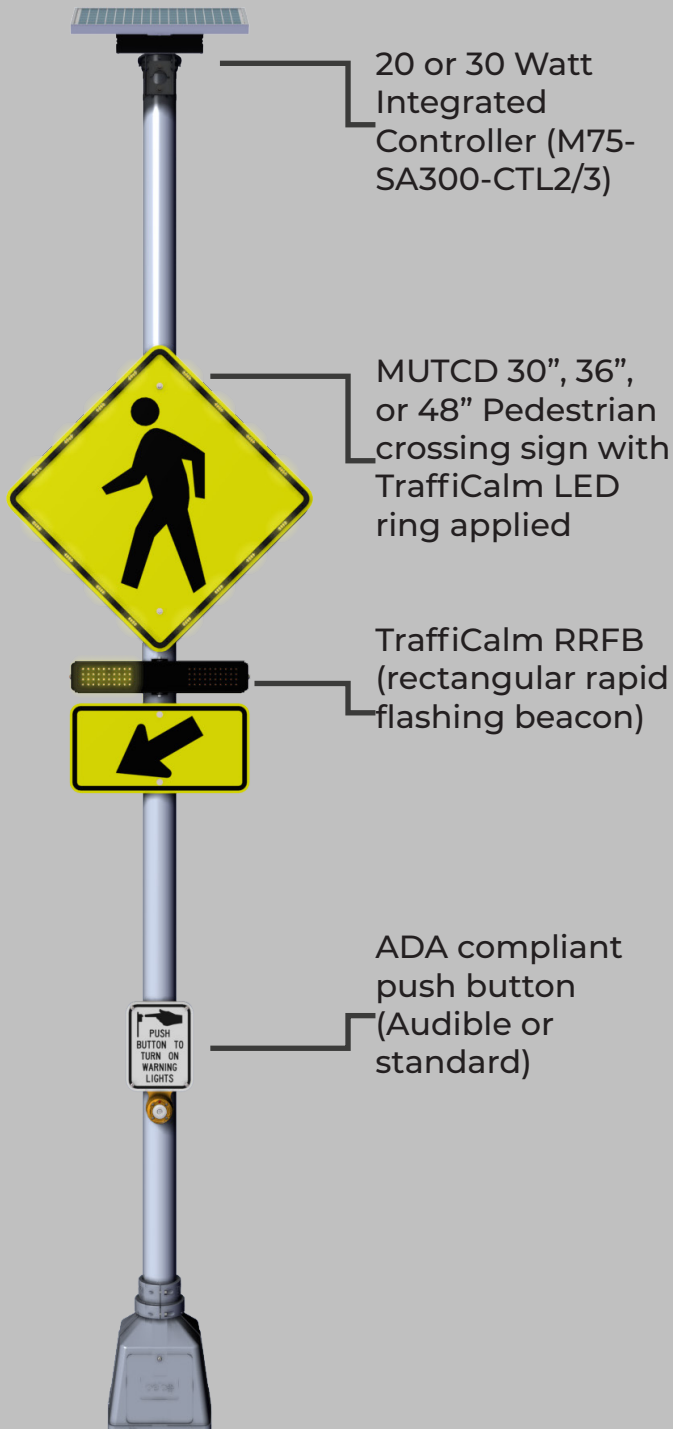 20 or 30 Watt
Integrated
Controller (M75-
SA300-CTL2/3)
MUTCD 30”, 36”,
or 48” Pedestrian
crossing sign with
TraffiCalm LED
ring applied
TraffiCalm RRFB
(rectangular rapid
flashing beacon)
ADA compliant
push button
(Audible or
standard)
PUSH
BUTTON TO
TURN ON
WARNING
LIGHTS